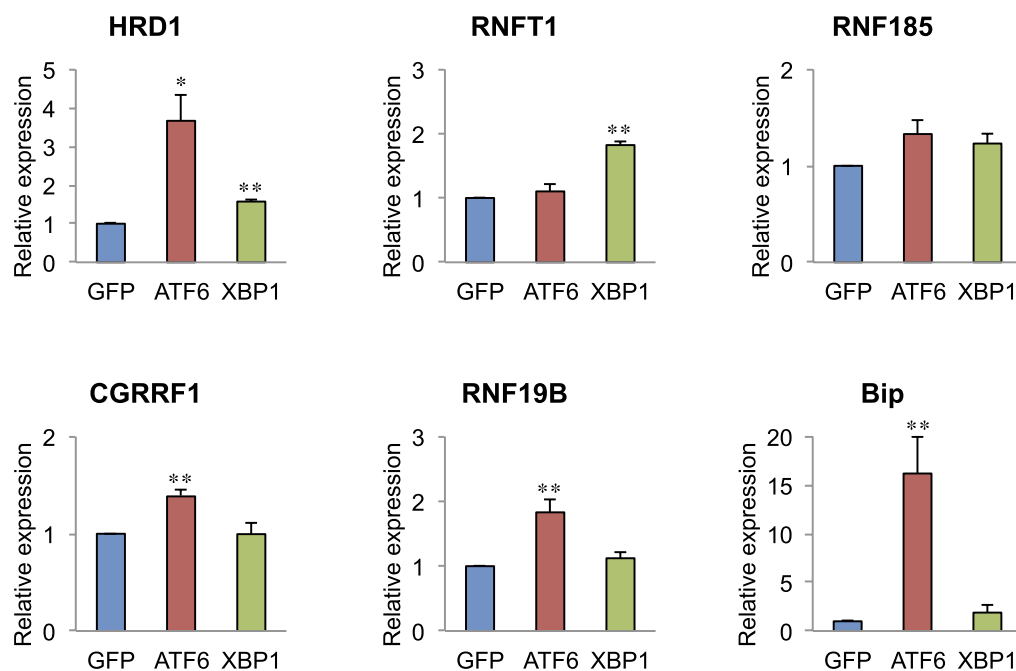 HRD1
Relative expression
5
4
3
2
1
0
*
**
GFP ATF6 XBP1
RNFT1
Relative expression
3
2
1
0
**
GFP ATF6 XBP1
RNF185
Relative expression
2
1
0
GFP ATF6 XBP1
CGRRF1
Relative expression
2
1
0
**
GFP ATF6 XBP1
RNF19B
Relative expression
3
2
1
0
**
GFP ATF6 XBP1
Bip
Relative expression
20
15
10
5
0
**
GFP ATF6 XBP1